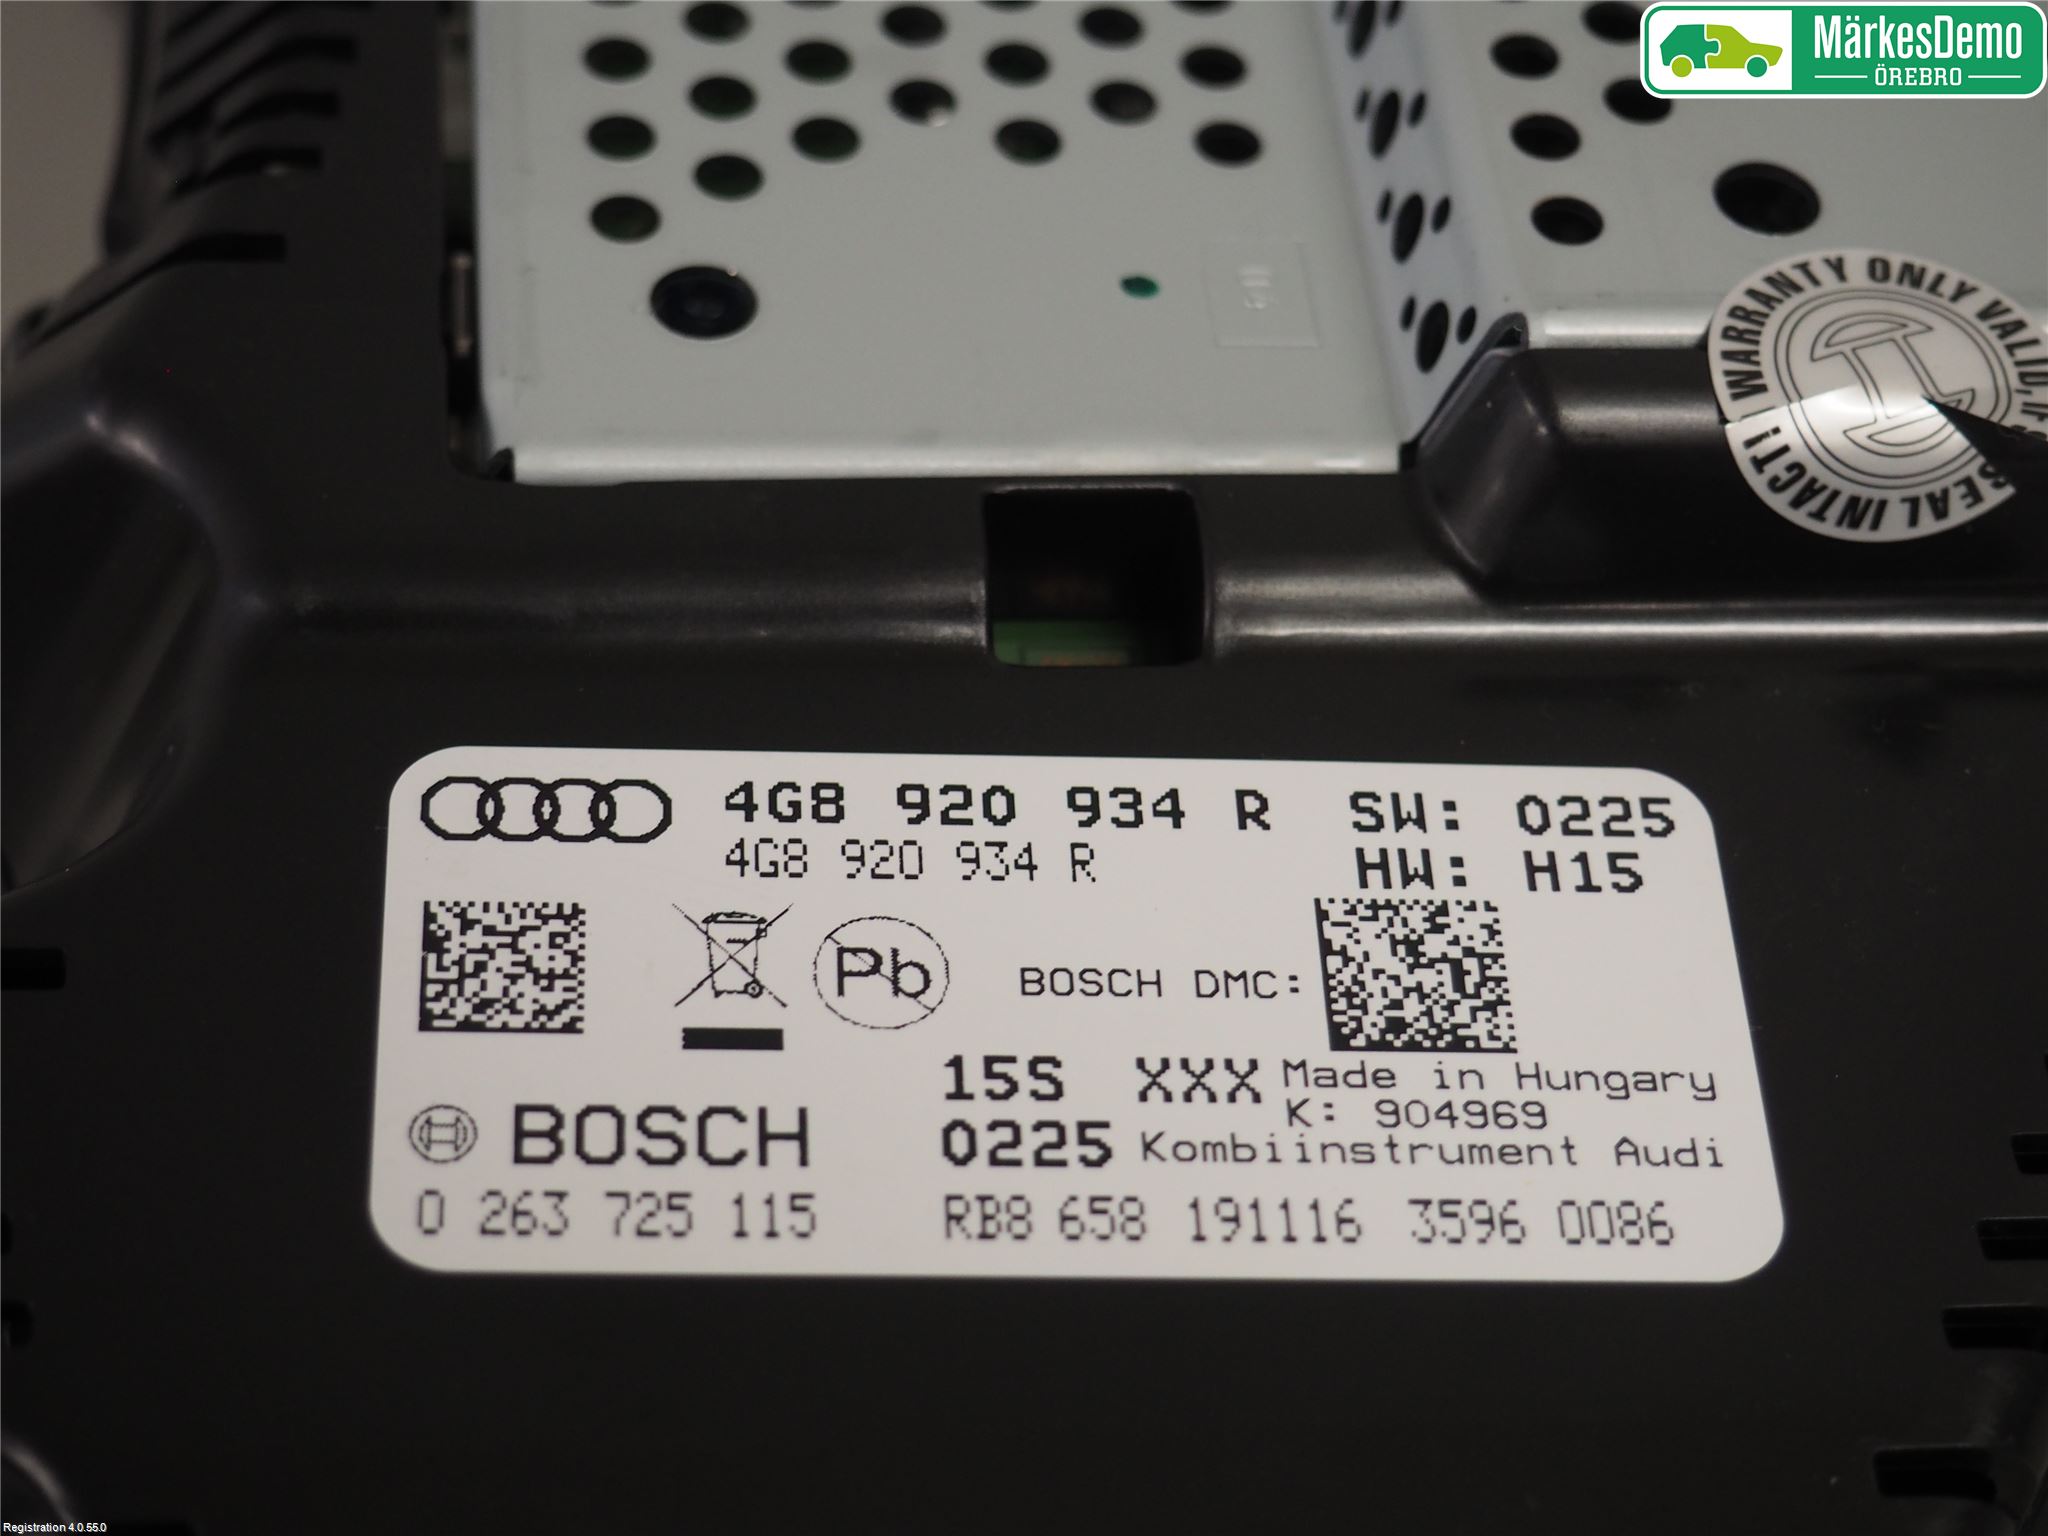 MärkesDemo
ÖREBRO
WARRANTY ONLY VALID, IF
SEAL INTACT!
4G8 920 934 R SW: 0225
4G8 920 934 R HW: H15
Pb
BOSCH DMC:
15S XXX Made in Hungary
K: 904969
BOSCH 0225 Kombiinstrument Audi
0 263 725 115 RB8 658 191116 3596 0086
Registration 4.0.55.0